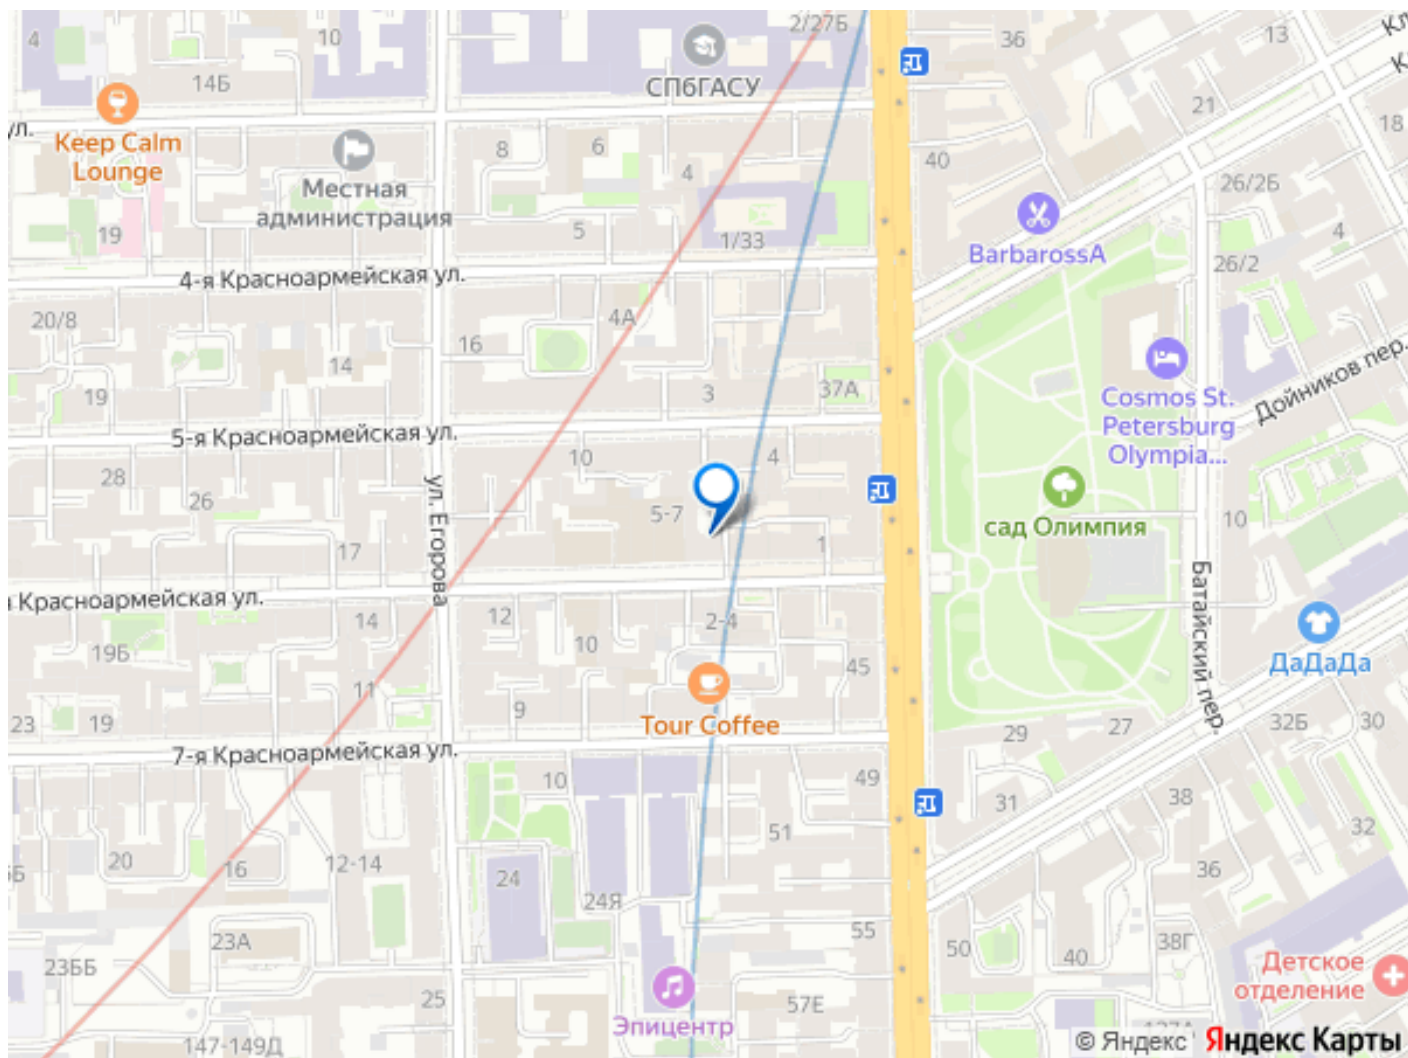 2/27Б
36
13
4
10
СПбГАСУ
14Б
21
18
ул.
Keep Calm
Lounge
8
6
4
40
Местная
администрация
26/2Б
19
5
1/33
BarbarossA
4
26/2
4-я Красноармейская ул.
20/8
4А
16
14
19
3
37А
Cosmos St.
Petersburg
Olympia...
Дойников пер.
5-я Красноармейская ул.
28
26
10
4
ул. Егорова
5-7
сад Олимпия
10
17
1
Красноармейская ул.
Батайский пер.
14
12
10
2-4
19Б
45
ДаДаДа
11
9
23
19
Tour Coffee
29
27
32Б
30
7-я Красноармейская ул.
10
49
31
38
51
32
20
16
12-14
24
36
24Я
23А
55
50
40
38Г
23ББ
Детское
отделение
25
Эпицентр
57Е
147-149Д
© Яндекс Яндекс Карты